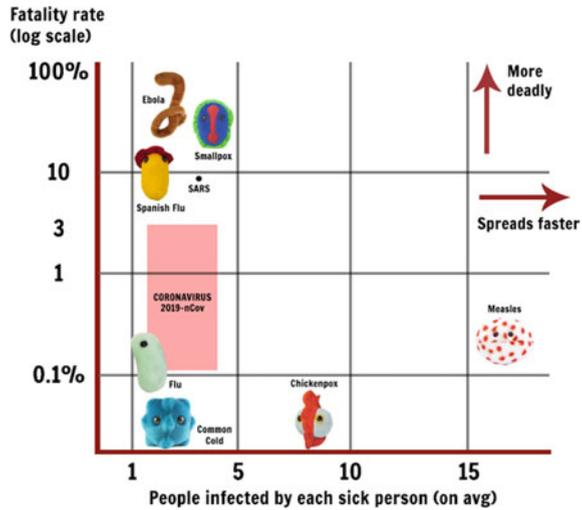 Fatality rate
(log scale)
100%
10
3
1
0.1%
Ebola
Smallpox
SARS
Spanish Flu
CORONAVIRUS
2019-nCov
Flu
Common
Cold
Chickenpox
Measles
More
deadly
Spreads faster
1
5
10
15
People infected by each sick person (on avg)